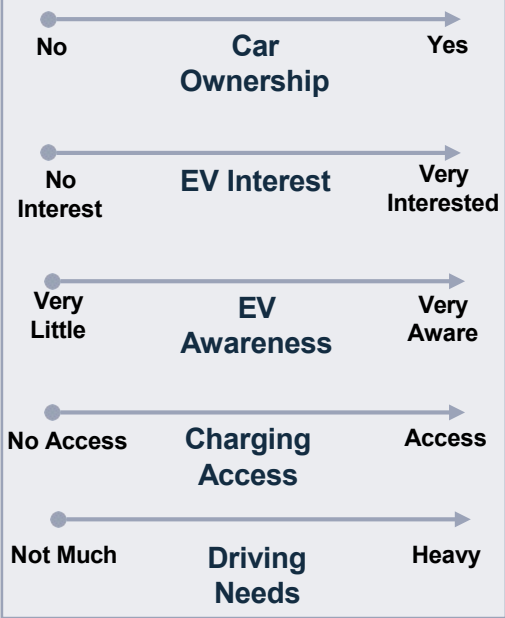 No Car Yes
Ownership
No EV Interest Very
Interest Interested
Very EV Very
Little Awareness Aware
No Access Charging Access
Access
Not Much Driving Heavy
Needs